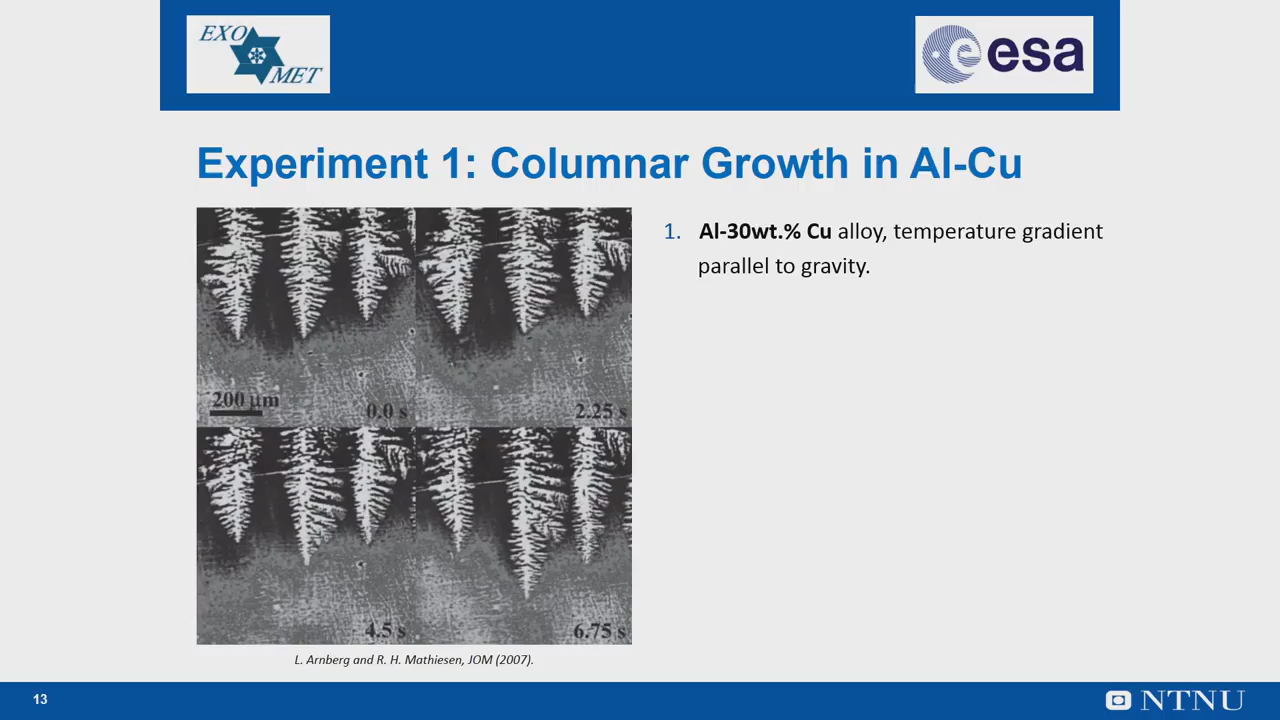 EXO
MET
esa
Experiment 1: Columnar Growth in Al-Cu
200 μm
0.0 s
2.25 s
4.5 s
6.75 s
L. Arnberg and R. H. Mathiesen, JOM (2007).
1. Al-30wt.% Cu alloy, temperature gradient
parallel to gravity.
13
NTNU